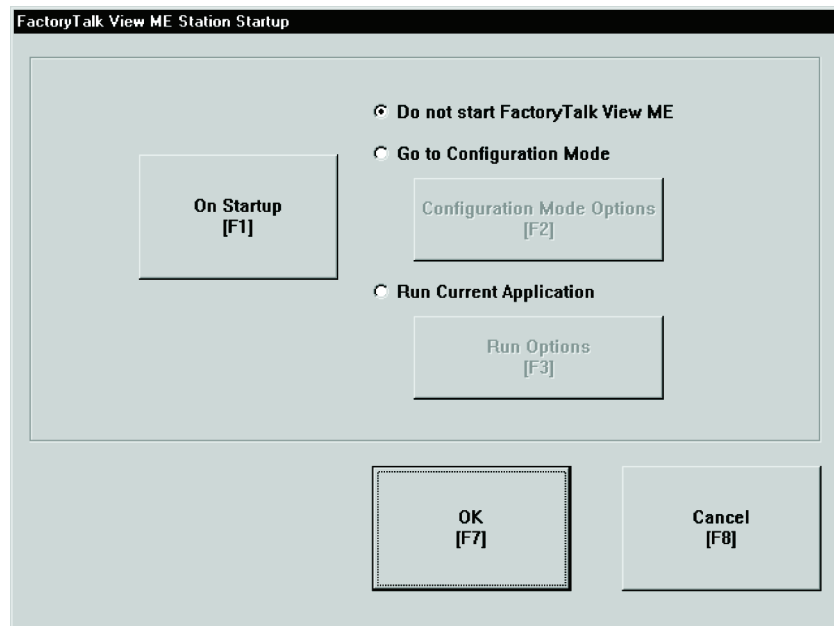 FactoryTalk View ME Station Startup
Do not start FactoryTalk View ME
Go to Configuration Mode
On Startup
[F1]
Configuration Mode Options
[F2]
Run Current Application
Run Options
[F3]
OK
[F7]
Cancel
[F8]